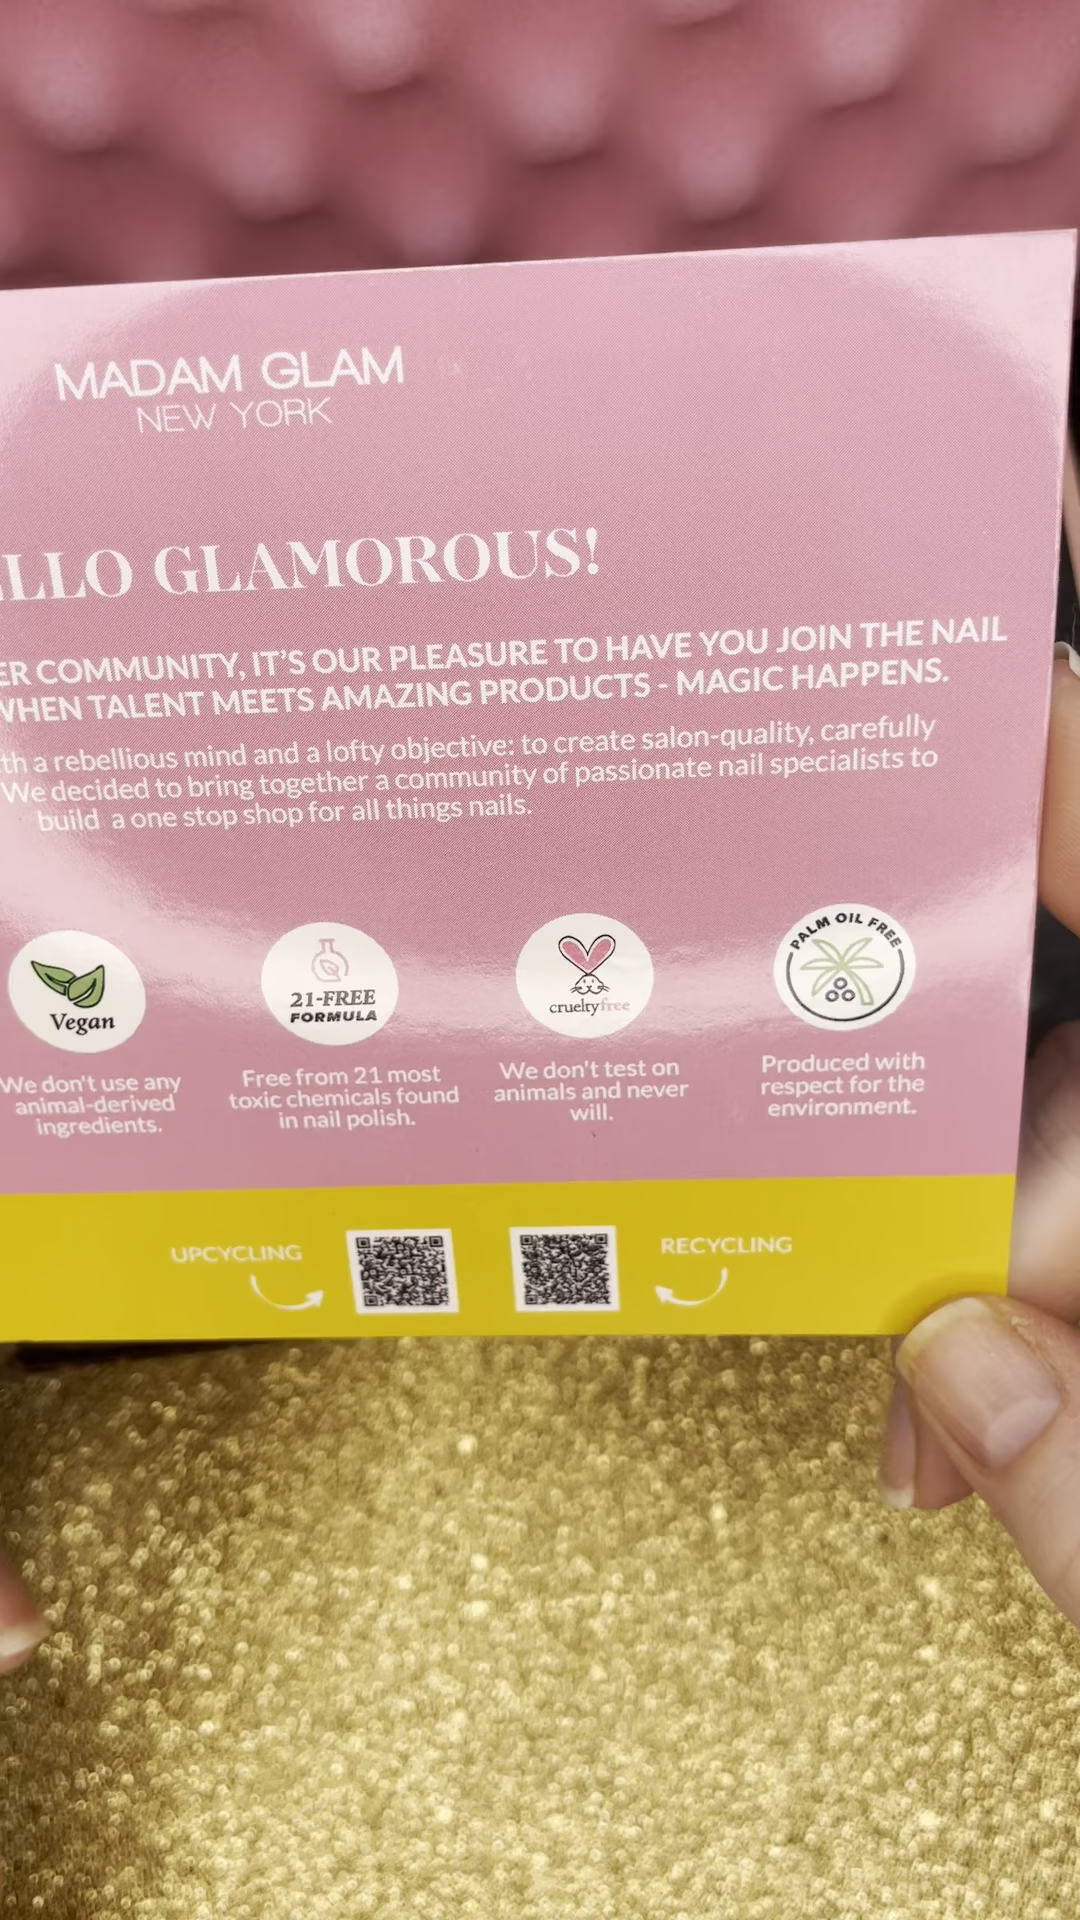 MADAM GLAM
NEW YORK
LLO GLAMOROUS!
ER COMMUNITY, IT'S OUR PLEASURE TO HAVE YOU JOIN THE NAIL
WHEN TALENT MEETS AMAZING PRODUCTS - MAGIC HAPPENS.
th a rebellious mind and a lofty objective: to create salon-quality, carefully
We decided to bring together a community of passionate nail specialists to
build a one stop shop for all things nails.
Vegan
We don't use any
animal-derived
ingredients.
21-FREE
FORMULA
Free from 21 most
toxic chemicals found
in nail polish.
crueltyfree
We don't test on
animals and never
will.
PALM OIL FREE
Produced with
respect for the
environment.
UPCYCLING
RECYCLING